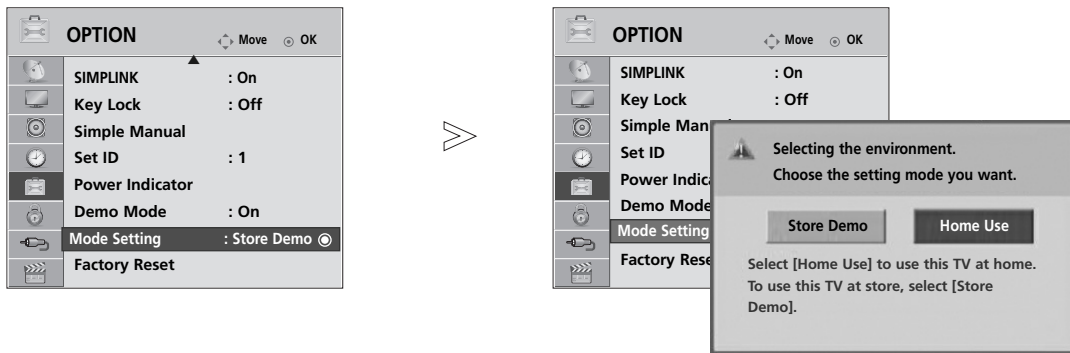 OPTION
Move OK
SIMPLINK : On
Key Lock : Off
Simple Manual
Set ID : 1
Power Indicator
Demo Mode : On
Mode Setting : Store Demo
Factory Reset
OPTION
Move OK
SIMPLINK : On
Key Lock : Off
Simple Man
Set ID
Power Indica
Demo Mode
Mode Setting
Factory Rese
Selecting the environment.
Choose the setting mode you want.
Store Demo
Home Use
Select [Home Use] to use this TV at home.
To use this TV at store, select [Store
Demo].